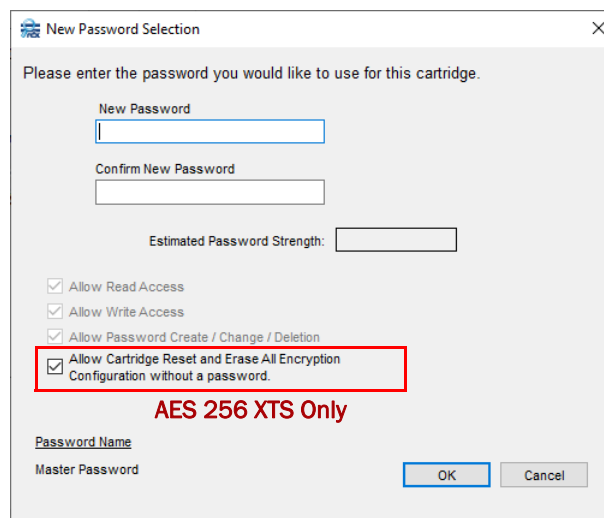 New Password Selection
Please enter the password you would like to use for this cartridge.
New Password
Confirm New Password
Estimated Password Strength:
Allow Read Access
Allow Write Access
Allow Password Create / Change / Deletion
Allow Cartridge Reset and Erase All Encryption
Configuration without a password.
AES 256 XTS Only
Password Name
Master Password
OK
Cancel